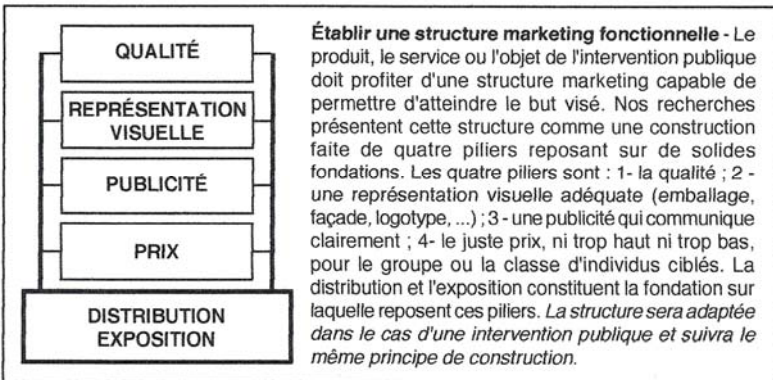 QUALITÉ
REPRÉSENTATION
VISUELLE
PUBLICITÉ
PRIX
DISTRIBUTION
EXPOSITION
Établir une structure marketing fonctionnelle - Le
produit, le service ou l'objet de l'intervention publique
doit profiter d'une structure marketing capable de
permettre d'atteindre le but visé. Nos recherches
présentent cette structure comme une construction
faite de quatre piliers reposant sur de solides
fondations. Les quatre piliers sont : 1- la qualité ; 2 -
une représentation visuelle adéquate (emballage,
façade, logotype, ...) ; 3 - une publicité qui communique
clairement ; 4- le juste prix, ni trop haut ni trop bas,
pour le groupe ou la classe d'individus ciblés. La
distribution et l'exposition constituent la fondation sur
laquelle reposent ces piliers. La structure sera adaptée
dans le cas d'une intervention publique et suivra le
même principe de construction.